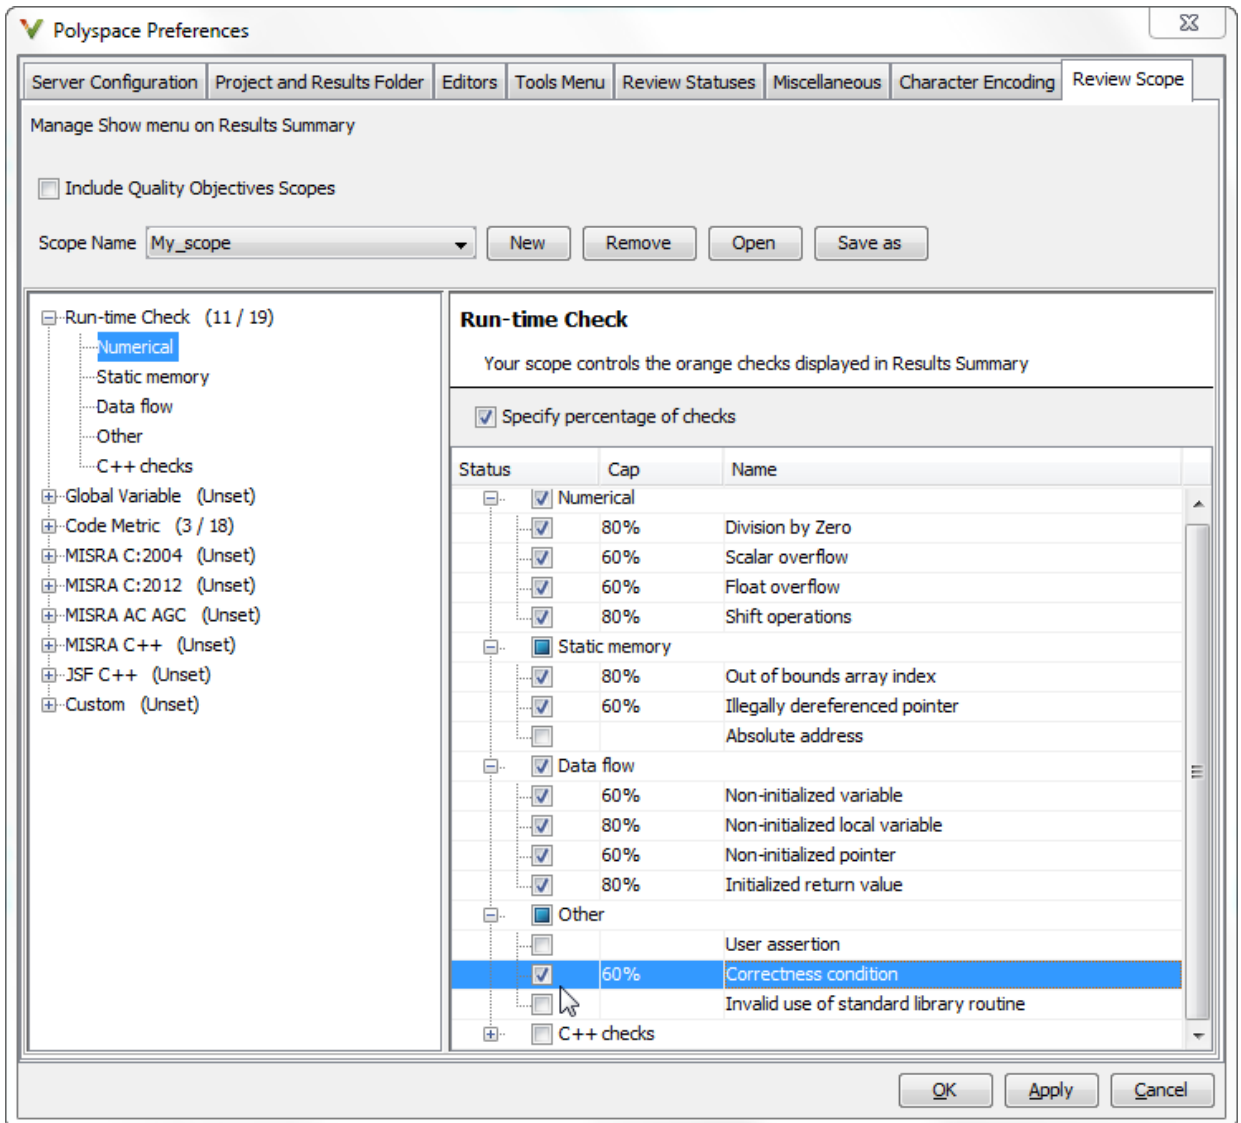 Polyspace Preferences
Server Configuration Project and Results Folder Editors Tools Menu Review Statuses Miscellaneous Character Encoding Review Scope
Manage Show menu on Results Summary
Include Quality Objectives Scopes
Scope Name My_scope New Remove Open Save as
Run-time Check (11 / 19)
Numerical
Static memory
Data flow
Other
C++ checks
Global Variable (Unset)
Code Metric (3 / 18)
MISRA C:2004 (Unset)
MISRA C:2012 (Unset)
MISRA AC AGC (Unset)
MISRA C++ (Unset)
JSF C++ (Unset)
Custom (Unset)
Run-time Check
Your scope controls the orange checks displayed in Results Summary
Specify percentage of checks
Status Cap Name
Numerical
80% Division by Zero
60% Scalar overflow
60% Float overflow
80% Shift operations
Static memory
80% Out of bounds array index
60% Illegally dereferenced pointer
Absolute address
Data flow
60% Non-initialized variable
80% Non-initialized local variable
60% Non-initialized pointer
80% Initialized return value
Other
User assertion
60% Correctness condition
Invalid use of standard library routine
C++ checks
OK Apply Cancel